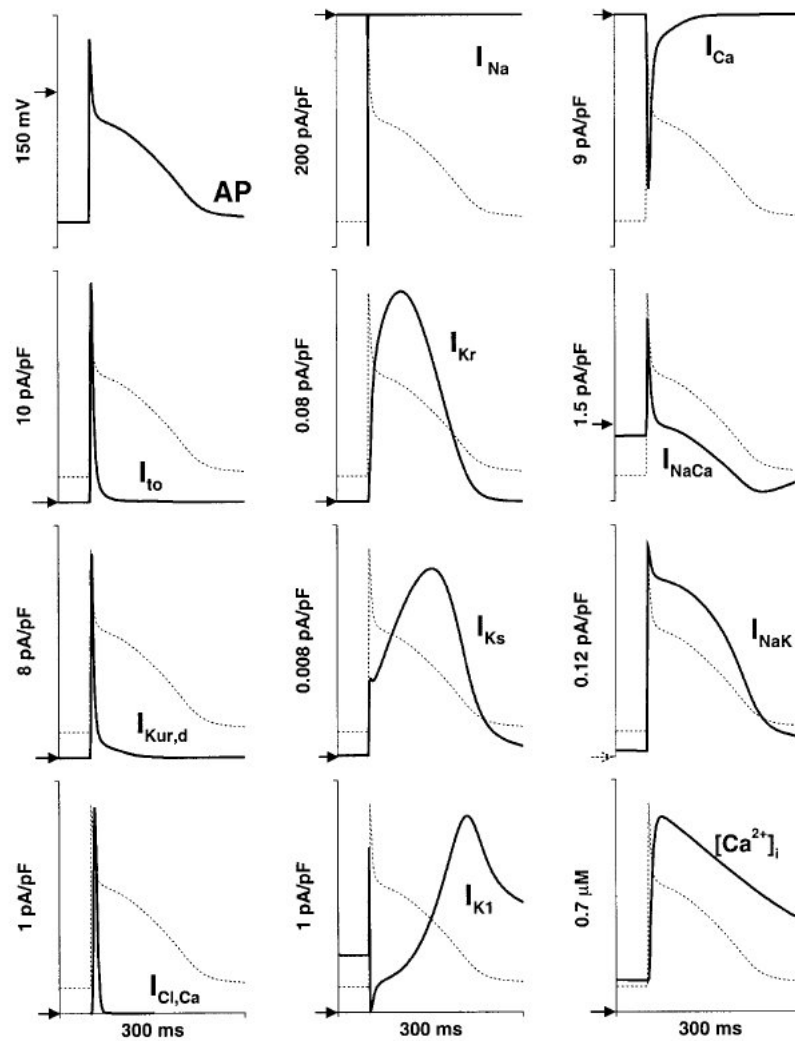 150 mV
AP
200 pA/pF
I Na
9 pA/pF
I Ca
10 pA/pF
I to
0.08 pA/pF
I Kr
1.5 pA/pF
I NaCa
8 pA/pF
I Kur,d
0.008 pA/pF
I Ks
0.12 pA/pF
I NaK
1 pA/pF
I Cl,Ca
300 ms
1 pA/pF
I K1
300 ms
0.7 µM
[Ca2+]i
300 ms